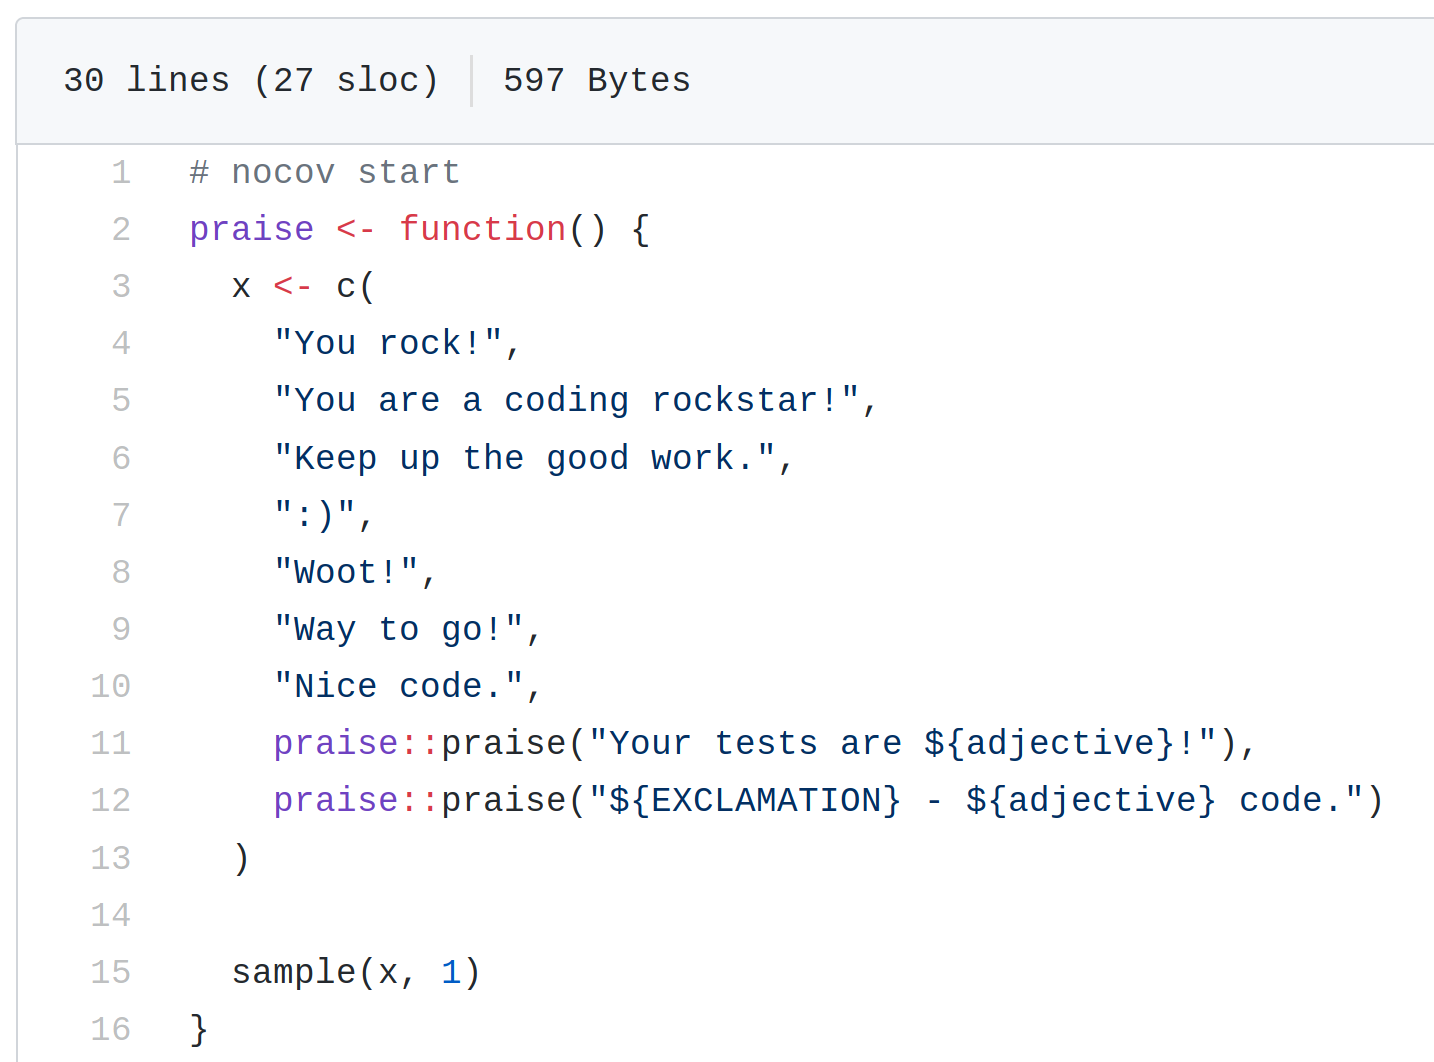 30 lines (27 sloc) 597 Bytes
1 # nocov start
2 praise <- function() {
3   x <- c(
4     "You rock!",
5     "You are a coding rockstar!",
6     "Keep up the good work.",
7     ":)",
8     "Woot!",
9     "Way to go!",
10     "Nice code.",
11     praise::praise("Your tests are ${adjective}!"),
12     praise::praise("${EXCLAMATION} - ${adjective} code.")
13   )
14
15   sample(x, 1)
16 }